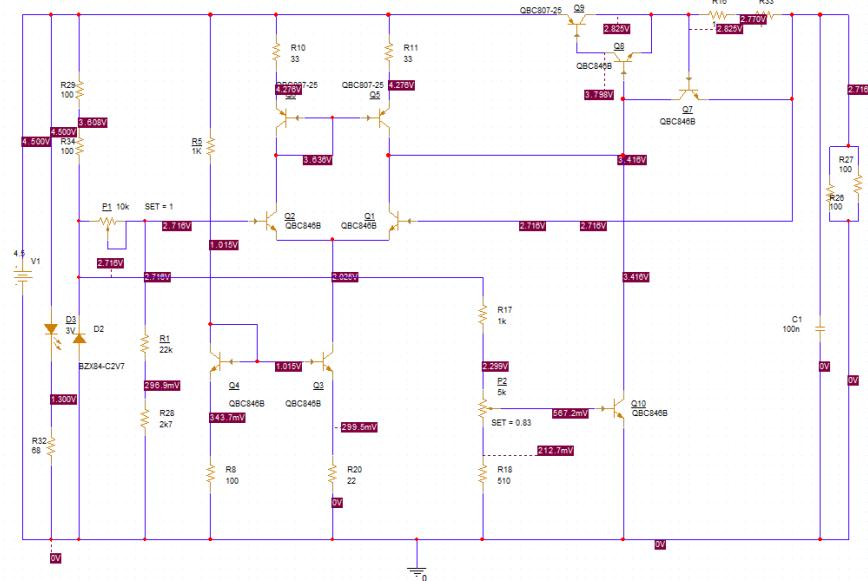 R16
R33
Q9
QBC807-25
2.770V
2.825V
2.825V
R10
33
R11
33
Q8
QBC846B
R29
100
QBC807-25
QBC807-25
4.276V
4.276V
Q5
3.798V
2.716
3.608V
4.500V
4.500V
Q7
QBC846B
R34
100
R5
1K
3.636V
3.416V
R27
100
R26
100
P1 10k SET = 1
Q2
QBC846B
Q1
QBC846B
2.716V
2.716V
2.716V
1.015V
4.5
V1
2.716V
2.716V
2.025V
3.416V
R17
1k
D3
3V
D2
C1
100n
R1
22k
BZX84-C2V7
1.015V
2.299V
0V
0V
296.9mV
Q4
QBC846B
Q3
QBC846B
P2
5k
SET = 0.83
1.300V
Q10
QBC846B
567.2mV
R28
2k7
343.7mV
299.5mV
R32
68
212.7mV
R8
100
R20
22
R18
510
0V
0V
0V
0